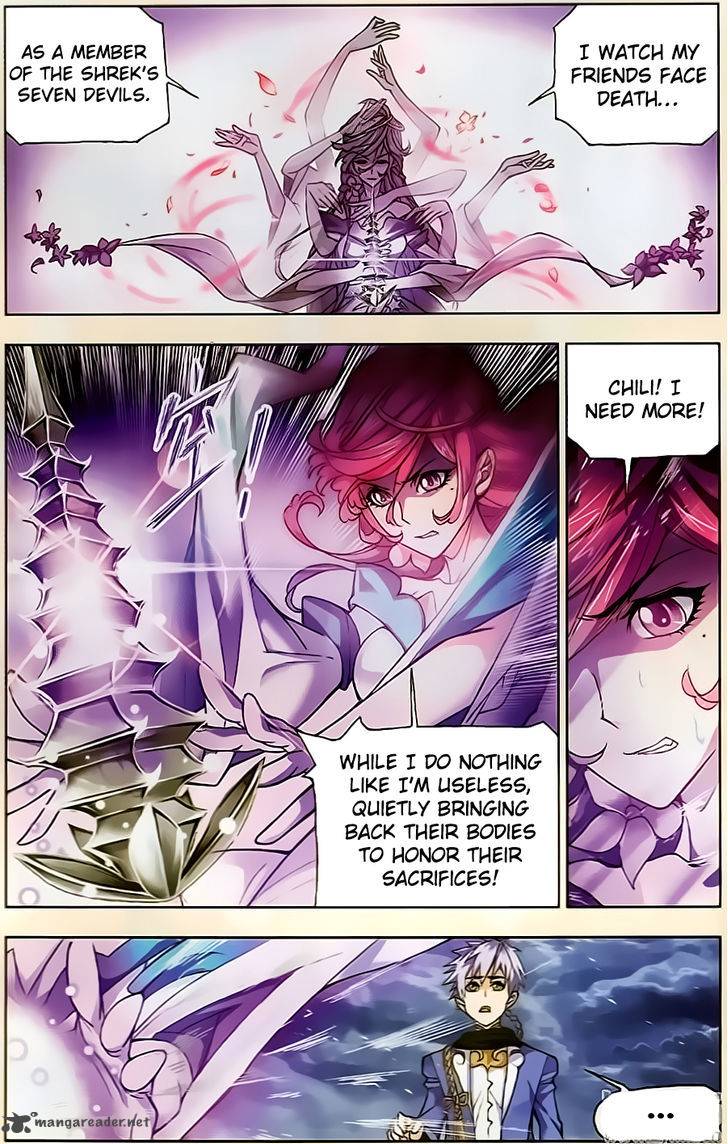 AS A MEMBER
OF THE SHREK'S
SEVEN DEVILS.
I WATCH MY
FRIENDS FACE
DEATH...
CHILI! I
NEED MORE!
WHILE I DO NOTHING
LIKE I'M USELESS,
QUIETLY BRINGING
BACK THEIR BODIES
TO HONOR THEIR
SACRIFICES!
...
mangareader.net